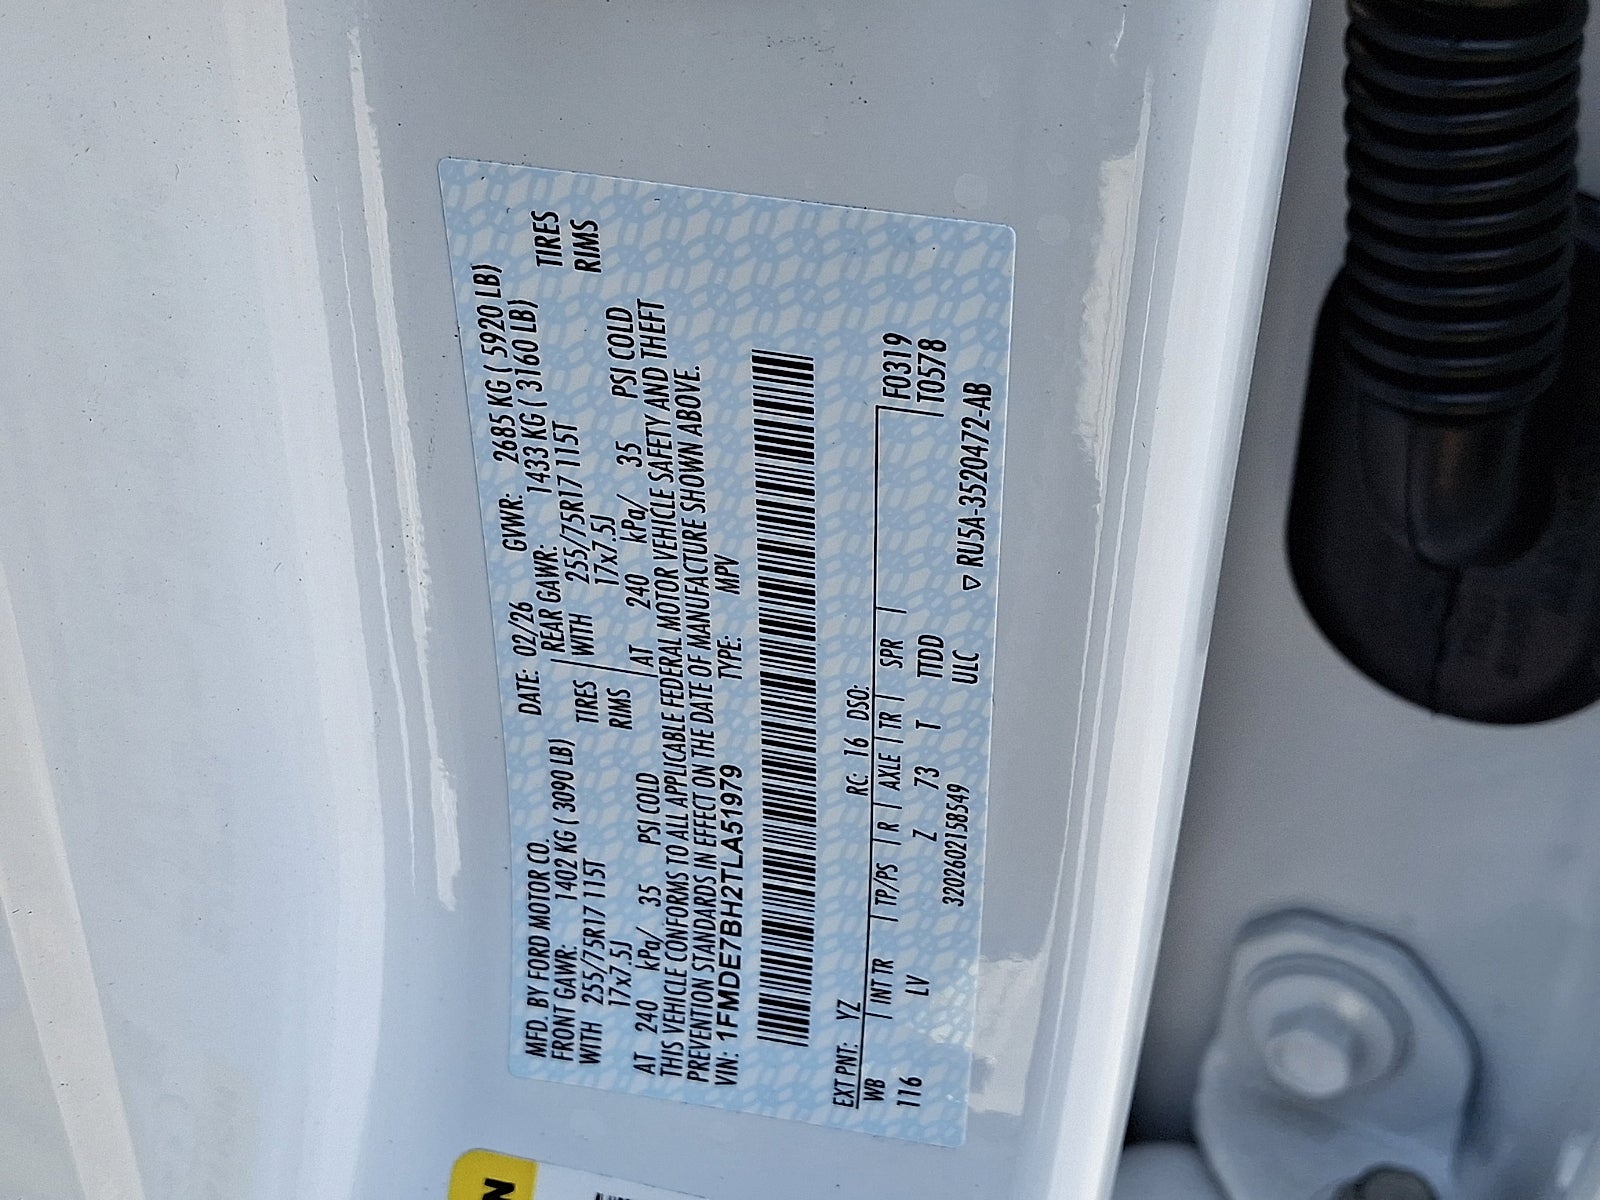 MFD. BY FORD MOTOR CO. DATE: 02/26 GVWR: 2685 KG ( 5920 LB)
FRONT GAWR: 1402 KG ( 3090 LB) REAR GAWR: 1433 KG ( 3160 LB)
WITH 255/75R17 115T TIRES WITH 255/75R17 115T TIRES
17x7.5J RIMS 17x7.5J RIMS
AT 240 kPa/ 35 PSI COLD AT 240 kPa/ 35 PSI COLD
THIS VEHICLE CONFORMS TO ALL APPLICABLE FEDERAL MOTOR VEHICLE SAFETY AND THEFT
PREVENTION STANDARDS IN EFFECT ON THE DATE OF MANUFACTURE SHOWN ABOVE.
VIN: 1FMDE7BH2TLA51979 TYPE: MPV
EXT PNT: YZ RC: 16 DSO:
WB | INT TR | TP/PS | R | AXLE | TR | SPR | F0319
116 LV Z 73 T TTDD T0578
320260215854​9 ULC ▽ RU5A-3520472-AB